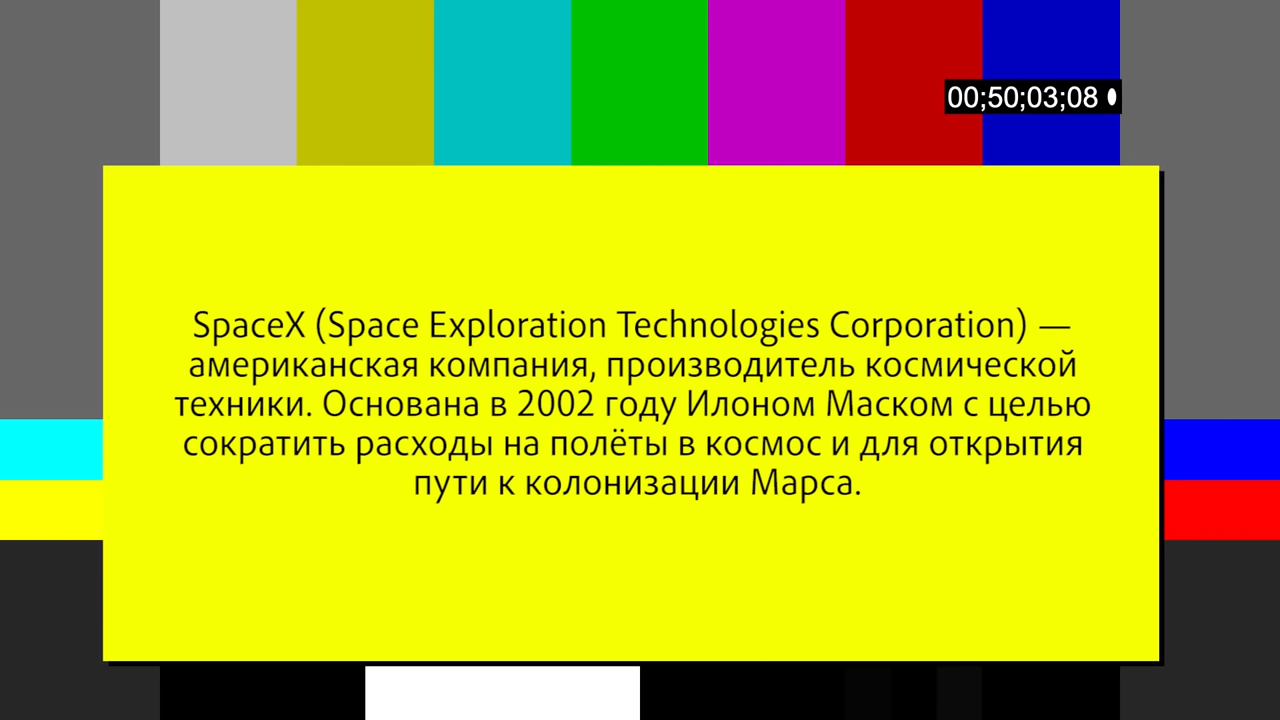 00;50;03;08
SpaceX (Space Exploration Technologies Corporation) —
американская компания, производитель космической
техники. Основана в 2002 году Илоном Маском с целью
сократить расходы на полёты в космос и для открытия
пути к колонизации Марса.